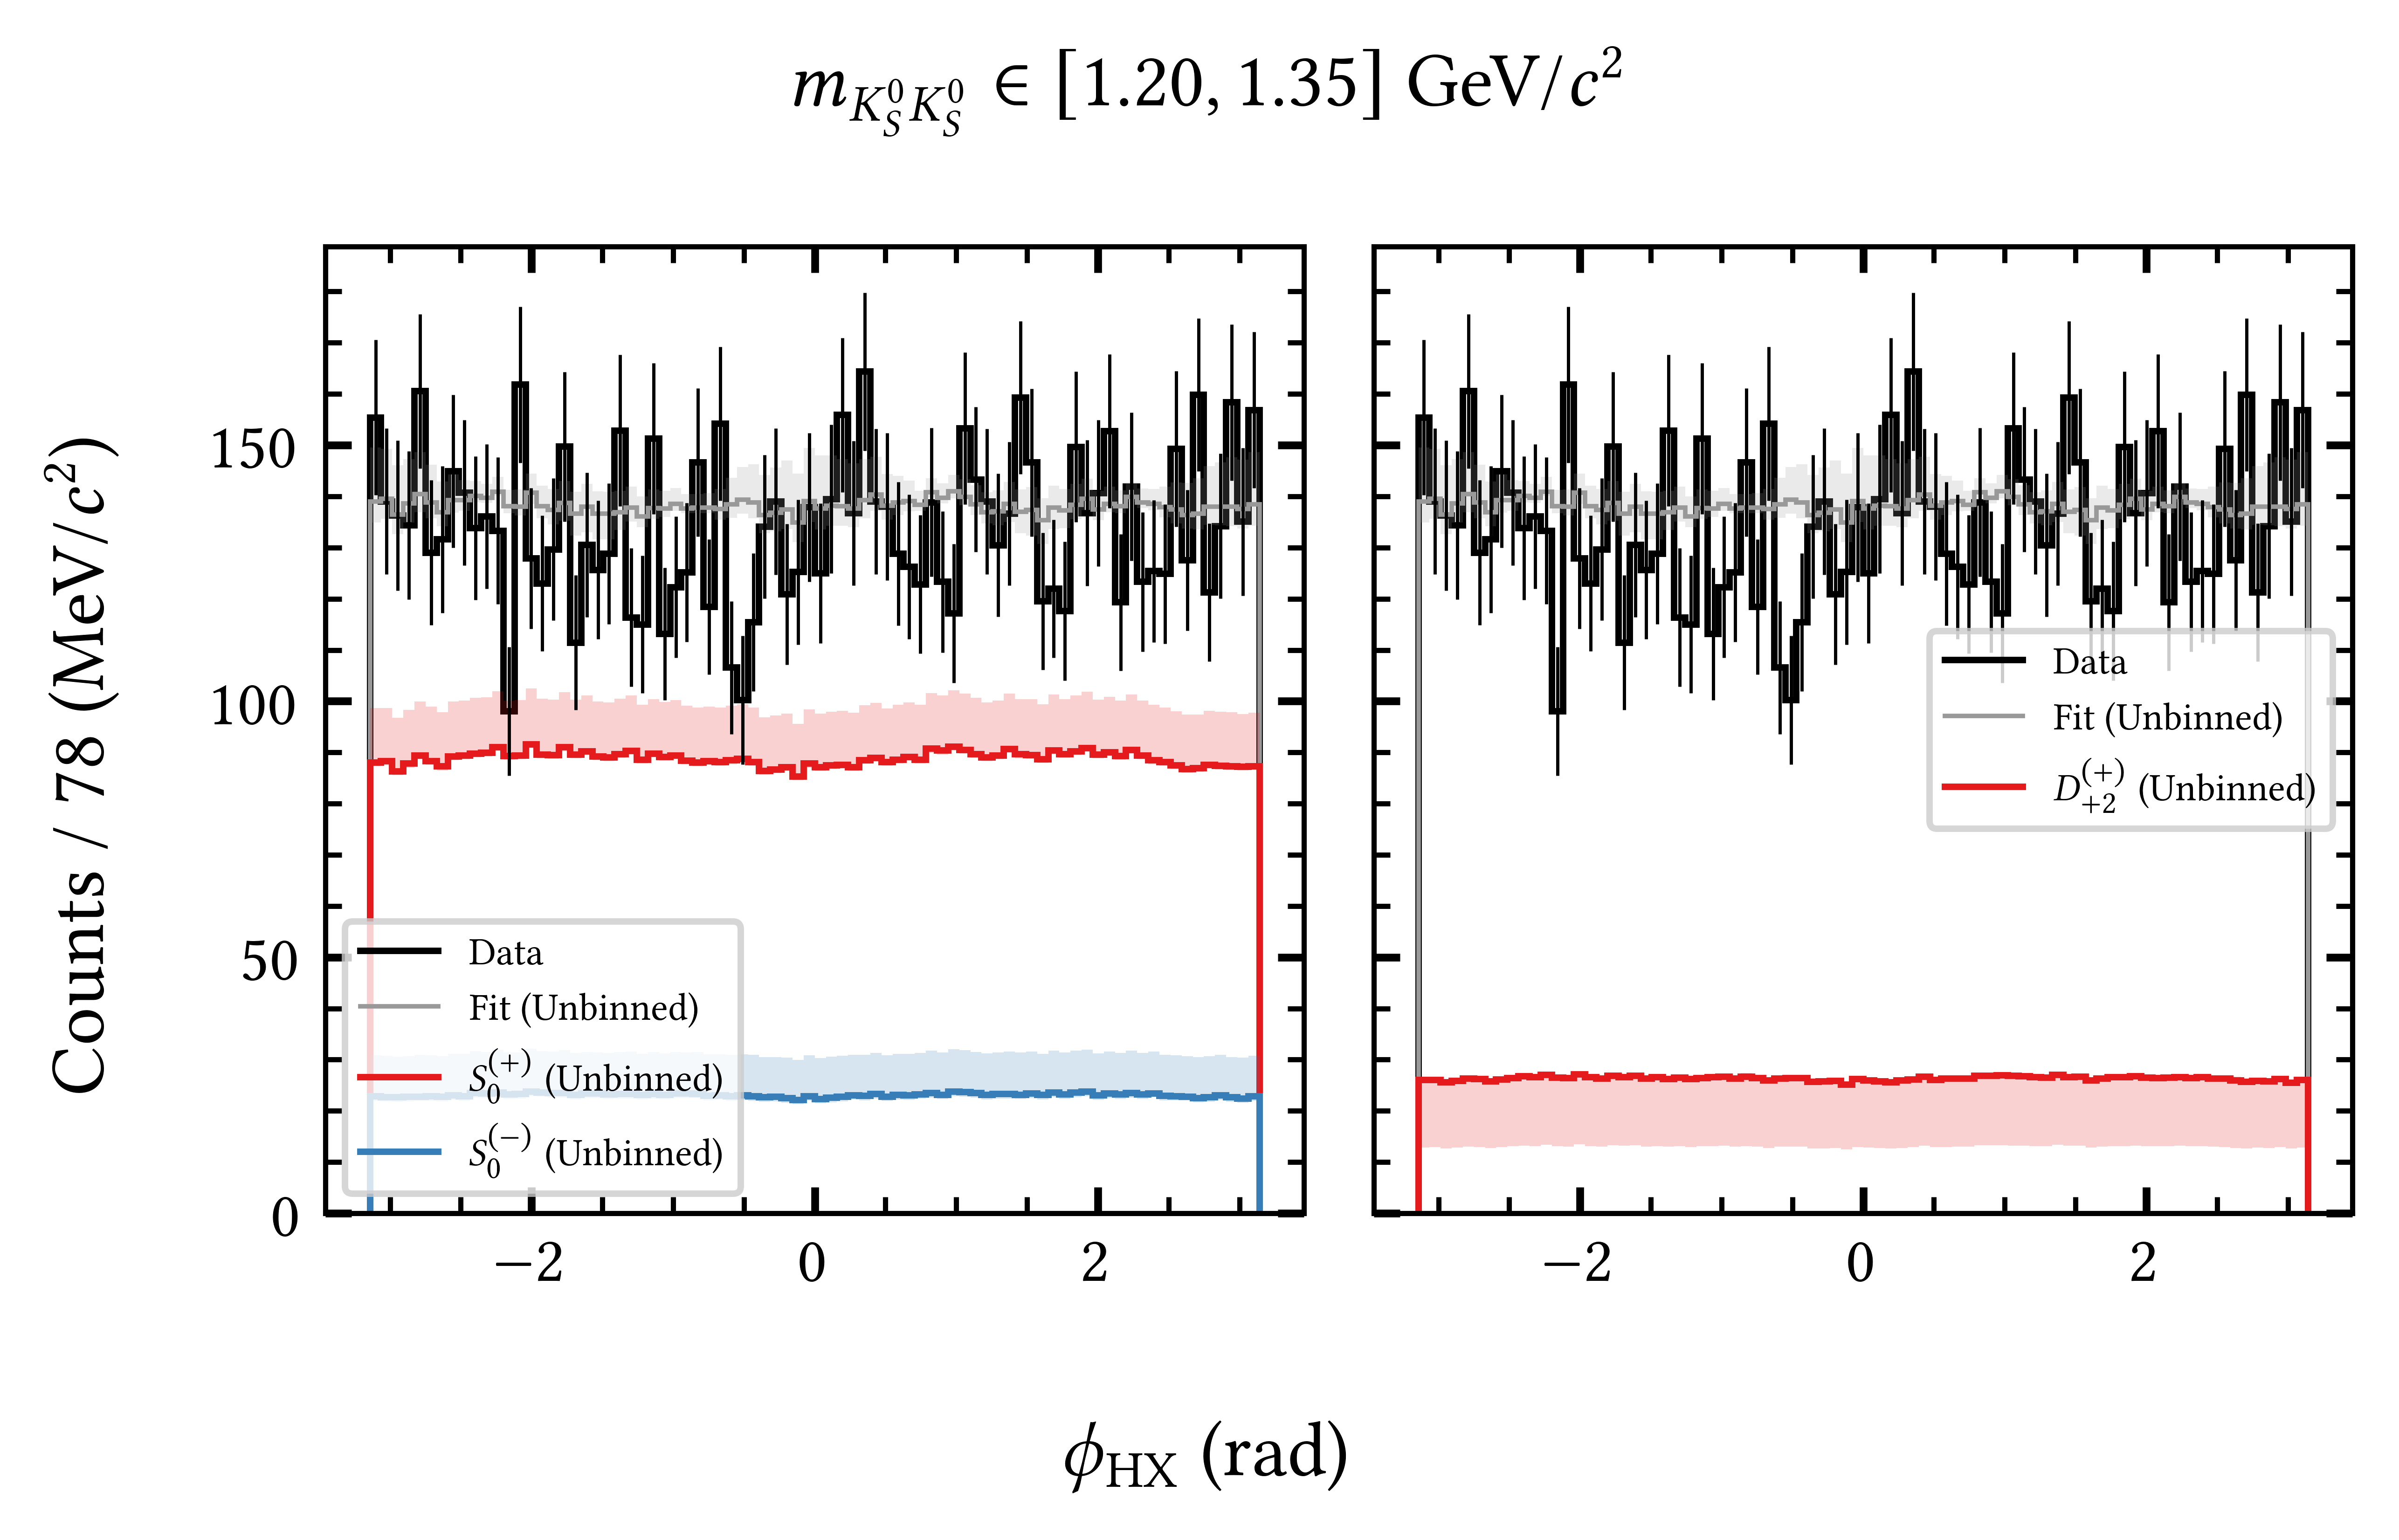 m_{K_S^0 K_S^0} ∈ [1.20, 1.35] GeV/c²
Counts / 78 (MeV/c²)
150
100
50
0
Data
Fit (Unbinned)
S_0^{(+)} (Unbinned)
S_0^{(−)} (Unbinned)
Data
Fit (Unbinned)
D_{+2}^{(+)} (Unbinned)
−2 0 2
−2 0 2
ϕ_{HX} (rad)